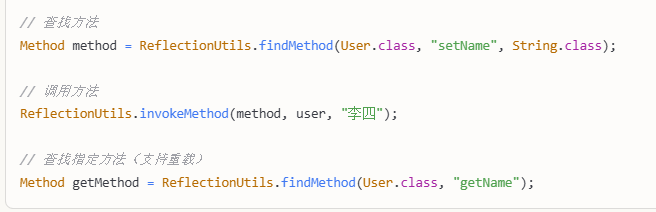 // 查找方法
Method method = ReflectionUtils.findMethod(User.class, "setName", String.class);
// 调用方法
ReflectionUtils.invokeMethod(method, user, "李四");
// 查找指定方法（支持重载）
Method getMethod = ReflectionUtils.findMethod(User.class, "getName");